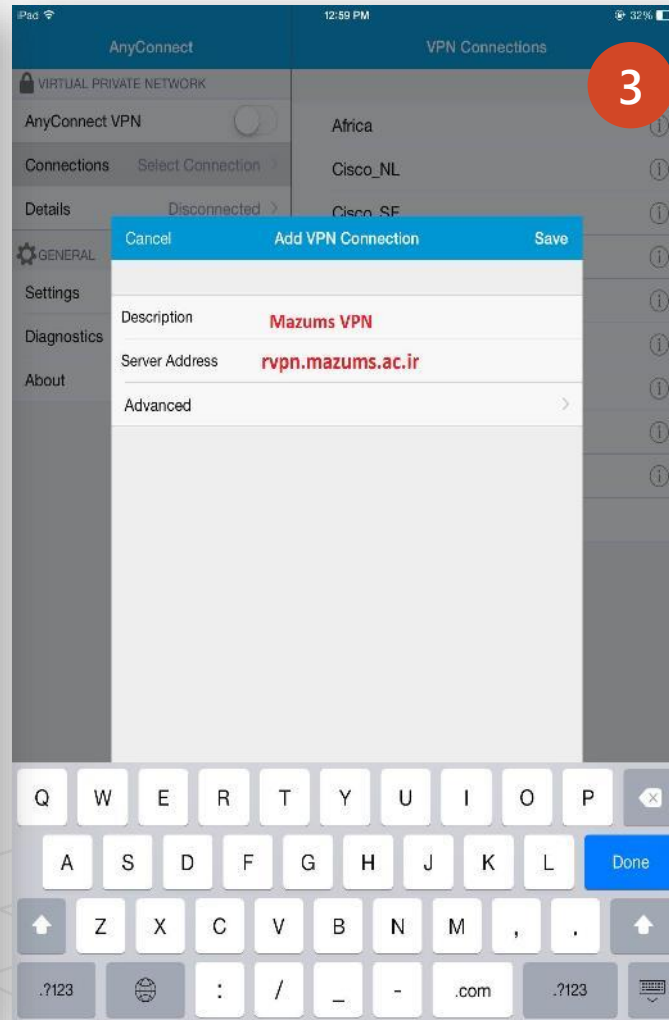 iPad 12:59 PM 32%
AnyConnect VPN Connections
3
VIRTUAL PRIVATE NETWORK
AnyConnect VPN
Africa
Connections Select Connection
Cisco_NL
Details Disconnected
Cisco_SE
Cancel Add VPN Connection Save
GENERAL
Settings
Description Mazums VPN
Diagnostics
Server Address rvpn.mazums.ac.ir
About
Advanced
Q W E R T Y U I O P
A S D F G H J K L Done
Z X C V B N M , .
.?123 : / _ - .com .?123